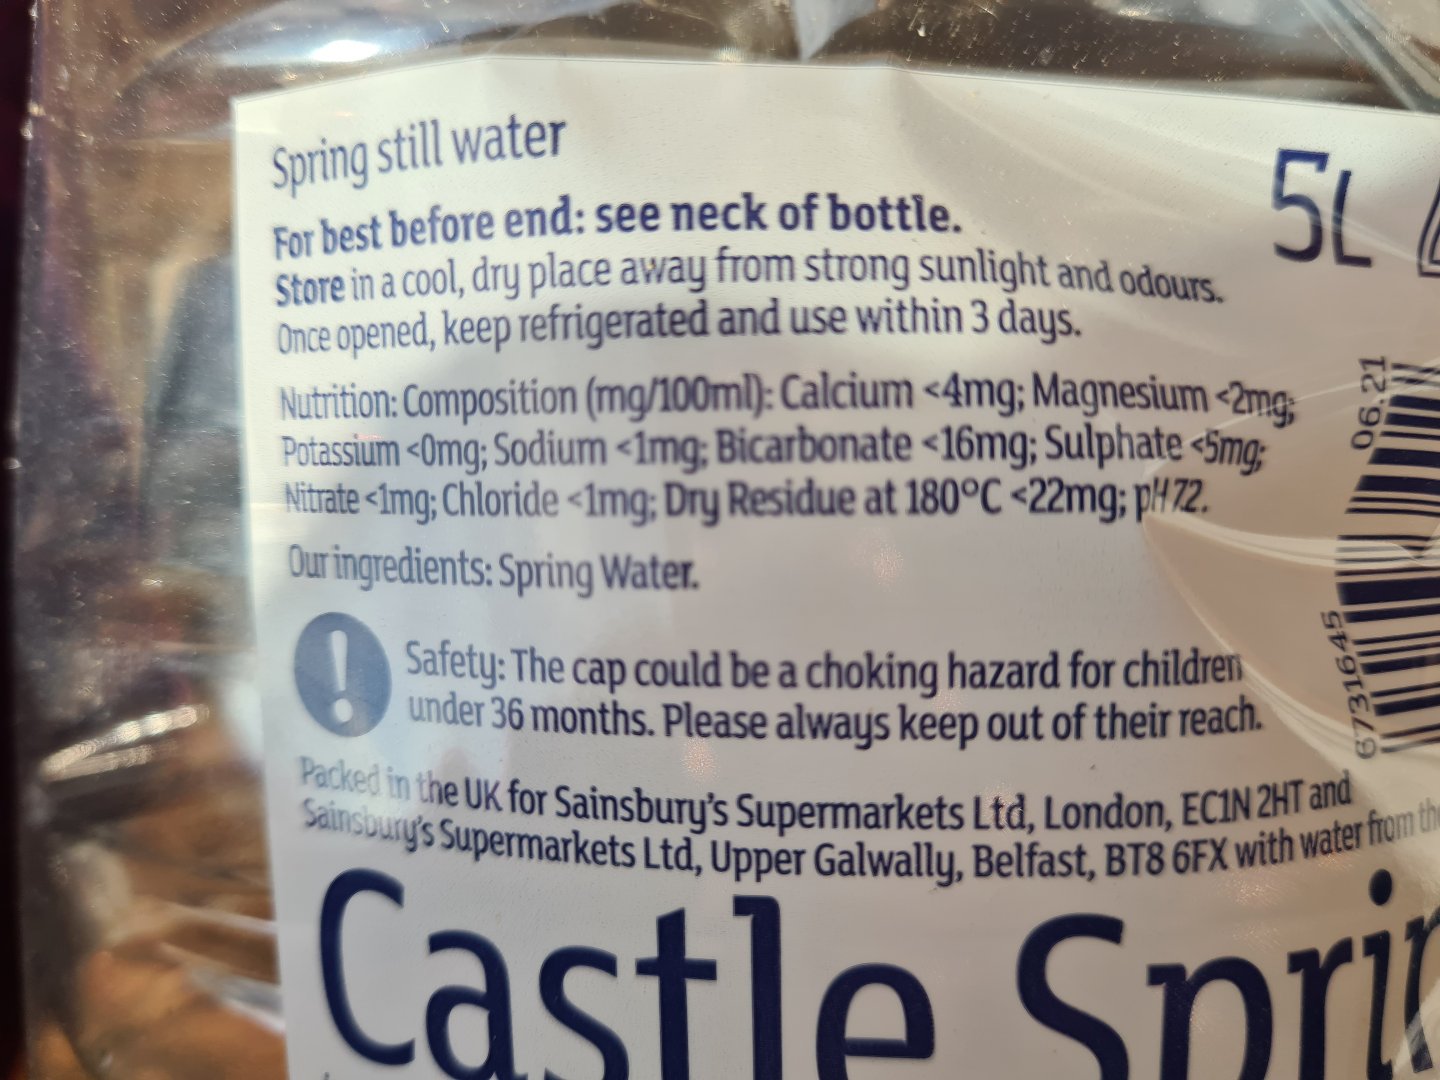 Spring still water
5L
For best before end: see neck of bottle.
Store in a cool, dry place away from strong sunlight and odours.
Once opened, keep refrigerated and use within 3 days.
Nutrition: Composition (mg/100ml): Calcium <4mg; Magnesium <2mg;
Potassium <0mg; Sodium <1mg; Bicarbonate <16mg; Sulphate <5mg;
Nitrate <1mg; Chloride <1mg; Dry Residue at 180°C <22mg; pH 7.2.
Our ingredients: Spring Water.
Safety: The cap could be a choking hazard for children
under 36 months. Please always keep out of their reach.
Packed in the UK for Sainsbury's Supermarkets Ltd, London, EC1N 2HT and
Sainsbury's Supermarkets Ltd, Upper Galwally, Belfast, BT8 6FX with water from
Castle
06.21
6731645